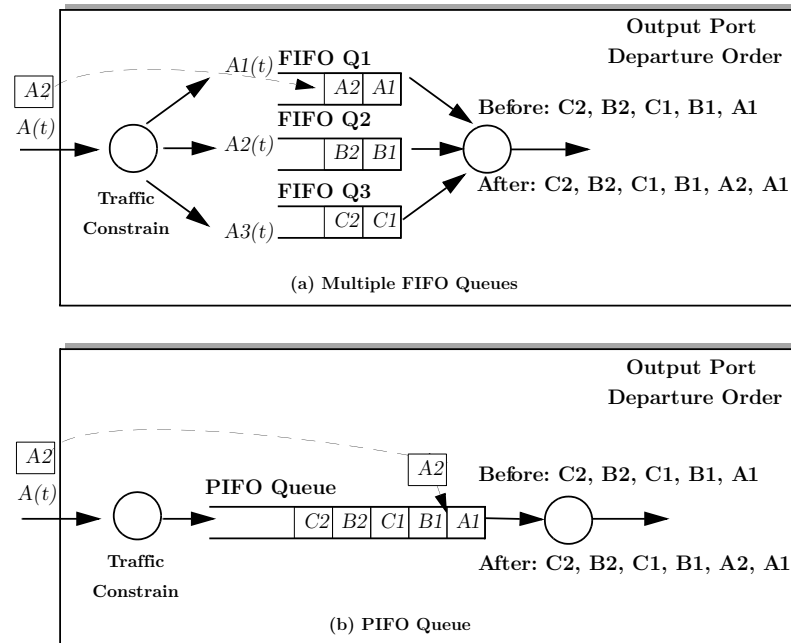 Output Port
Departure Order
A1(t) FIFO Q1
A2
A2 A1
Before: C2, B2, C1, B1, A1
A(t)
FIFO Q2
A2(t)
B2 B1
After: C2, B2, C1, B1, A2, A1
FIFO Q3
Traffic
Constrain
C2 C1
A3(t)
(a) Multiple FIFO Queues
Output Port
Departure Order
A2
A2
Before: C2, B2, C1, B1, A1
A(t)
PIFO Queue
C2 B2 C1 B1 A1
Traffic
Constrain
After: C2, B2, C1, B1, A2, A1
(b) PIFO Queue